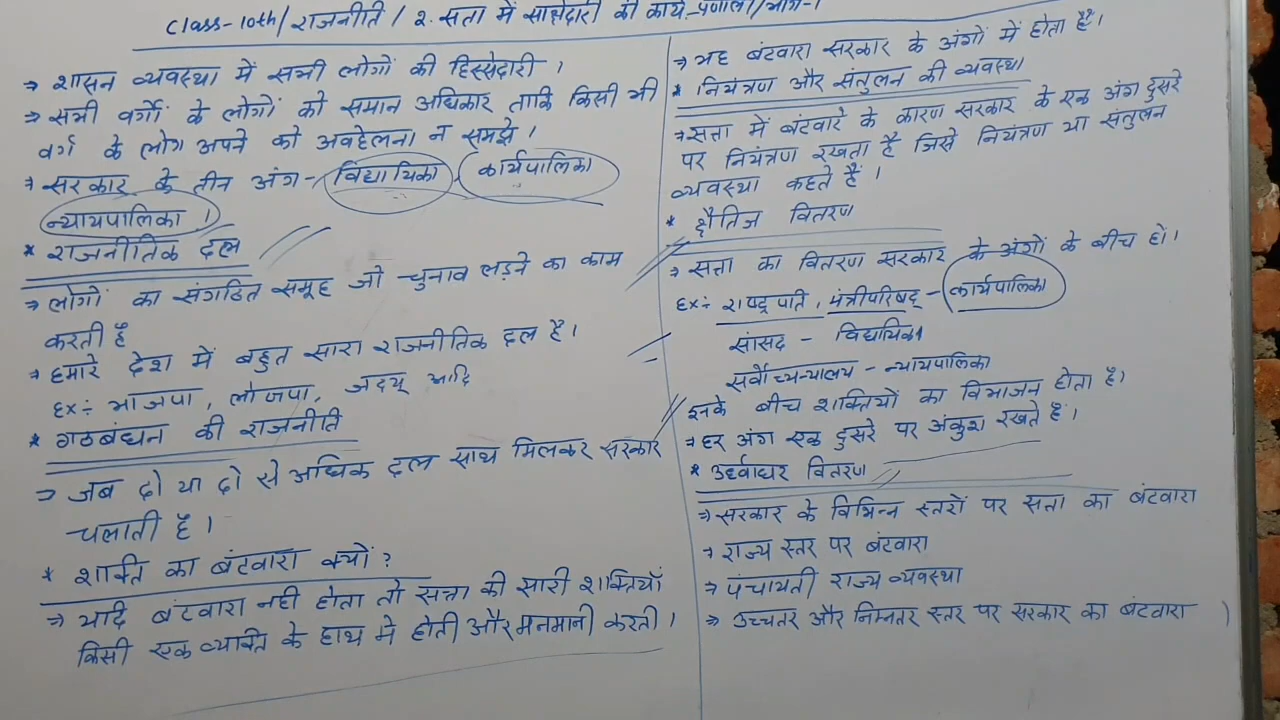 Class-10th/राजनीति / 2. सत्ता में साझेदारी की कार्य-प्रणाली/भाग-1
→ शासन व्यवस्था में सभी लोगों की हिस्सेदारी ।
→ सभी वर्गों के लोगों को समान अधिकार ताकि किसी भी
वर्ग के लोग अपने को अवहेलना न समझे ।
→ सरकार के तीन अंग- विद्यायिका, कार्यपालिका
न्यायपालिका ।
* राजनीतिक दल
→ लोगों का संगठित समूह जो चुनाव लड़ने का काम
करती है
→ हमारे देश में बहुत सारा राजनीतिक दल है।
Ex÷ भाजपा, लोजपा, जदयू आदि
* गठबंधन की राजनीति
→ जब दो या दो से अधिक दल साथ मिलकर सरकार
चलाती है ।
* शक्ति का बंटवारा क्यों ?
→ यदि बंटवारा नही होता तो सत्ता की सारी शक्तियाँ
किसी एक व्यक्ति के हाथ मे होती और मनमानी करती ।
→ यह बंटवारा सरकार के अंगों में होता है।
* नियंत्रण और संतुलन की व्यवस्था
→ सत्ता में बंटवारे के कारण सरकार के एक अंग दुसरे
पर नियंत्रण रखता है जिसे नियंत्रण या संतुलन
व्यवस्था कहते हैं ।
* क्षैतिज वितरण
→ सत्ता का वितरण सरकार के अंगों के बीच हो।
Ex÷ राष्ट्रपति, मंत्रीपरिषद् - कार्यपालिका
सांसद - विद्यायिका
सर्वोच्यन्यालय - न्यायपालिका
इनके बीच शक्तियों का विभाजन होता है।
→ हर अंग एक दुसरे पर अंकुश रखते हैं ।
* उर्ध्वाधर वितरण
→ सरकार के विभिन्न स्तरों पर सत्ता का बंटवारा
→ राज्य स्तर पर बंटवारा
→ पंचायती राज्य व्यवस्था
→ उच्चतर और निम्नतर स्तर पर सरकार का बंटवारा ।